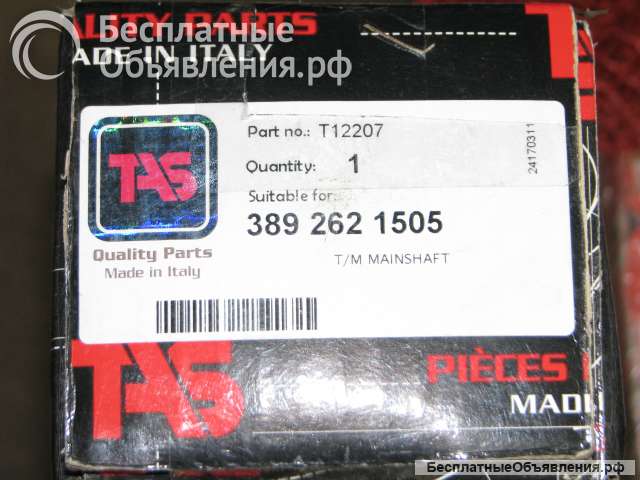 ALITY PARTS
MADE IN ITALY
Бесплатные
Объявления.рф
TAS
Quality Parts
Made in Italy
Part no.: T12207
Quantity: 1
Suitable for:
389 262 1505
T/M MAINSHAFT
24170311
TAS
PIÈCES
MADE
БесплатныеОбъявления.рф